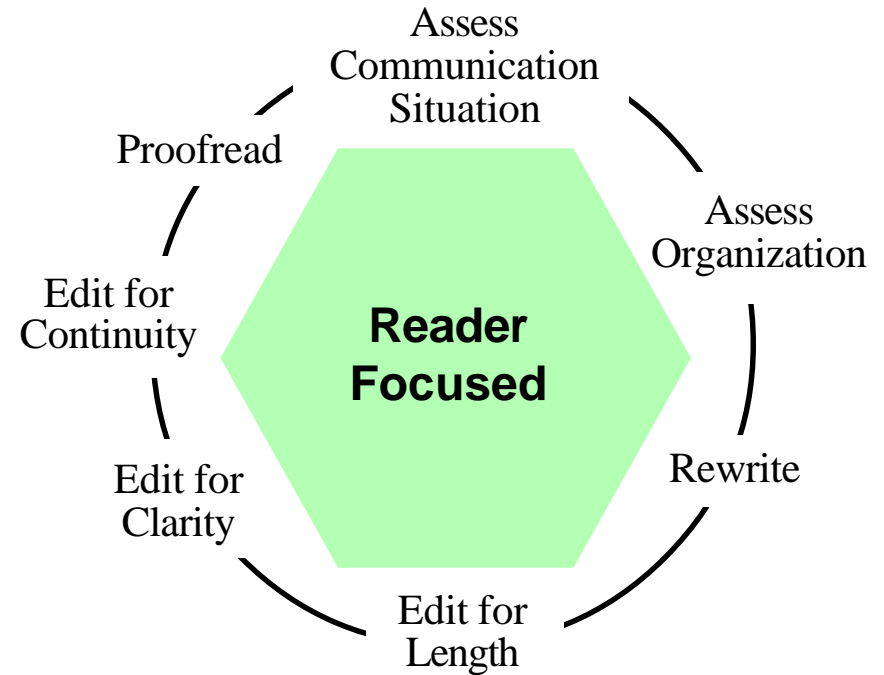 Assess
Communication
Situation
Assess
Organization
Rewrite
Edit for
Length
Edit for
Clarity
Edit for
Continuity
Proofread
Reader
Focused